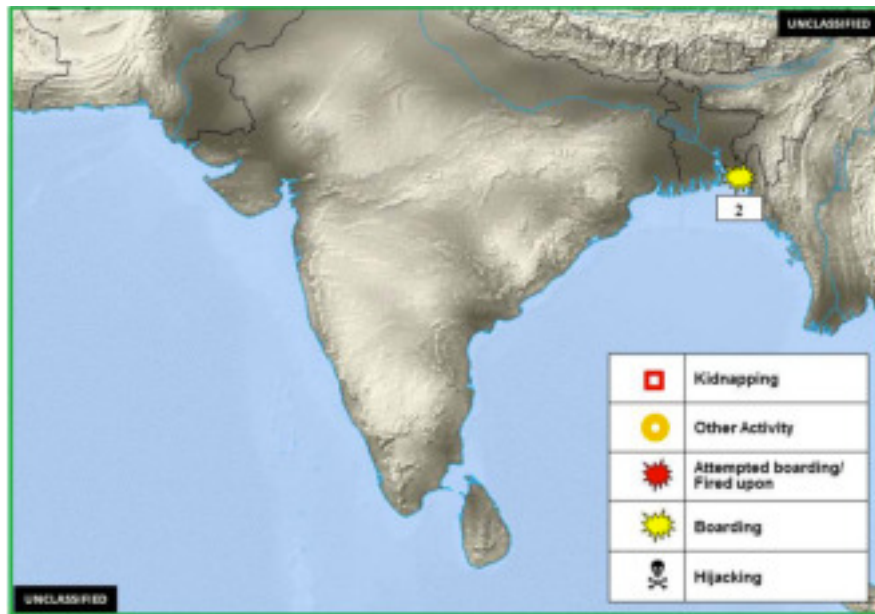 UNCLASSIFIED
2
Kidnapping
Other Activity
Attempted boarding/
Fired upon
Boarding
Hijacking
UNCLASSIFIED